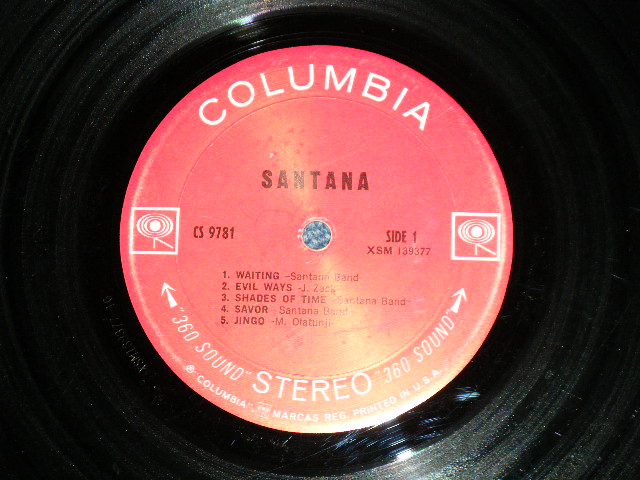 COLUMBIA
SANTANA
CS 9781
SIDE 1
XSM 139377
1. WAITING -Santana Band-
2. EVIL WAYS -J. Zack-
3. SHADES OF TIME -Santana Band-
4. SAVOR -Santana Band-
5. JINGO -M. Olatunji-
"360 SOUND" STEREO "360 SOUND"
℗ "COLUMBIA" MARCAS REG. PRINTED IN U.S.A.